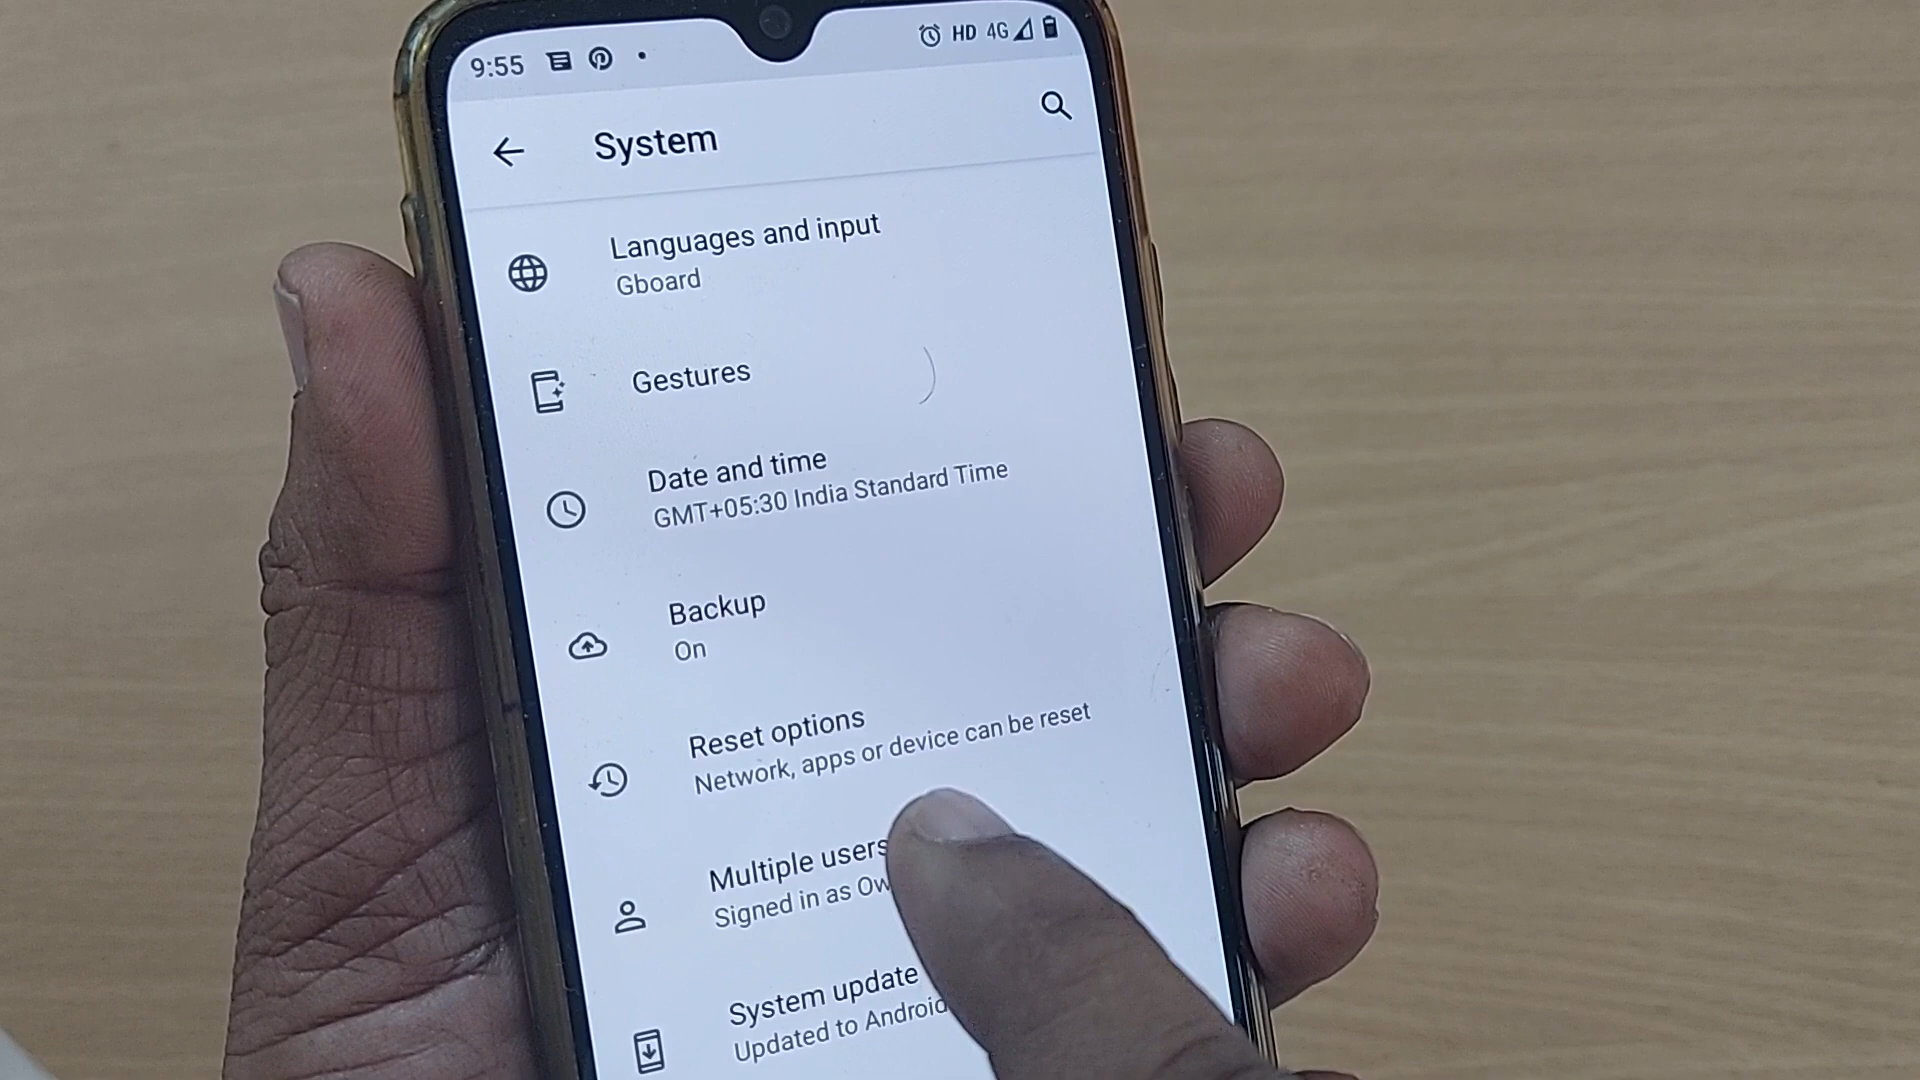 9:55 HD 4G
System
Languages and input
Gboard
Gestures
Date and time
GMT+05:30 India Standard Time
Backup
On
Reset options
Network, apps or device can be reset
Multiple users
Signed in as
System update
Updated to Android